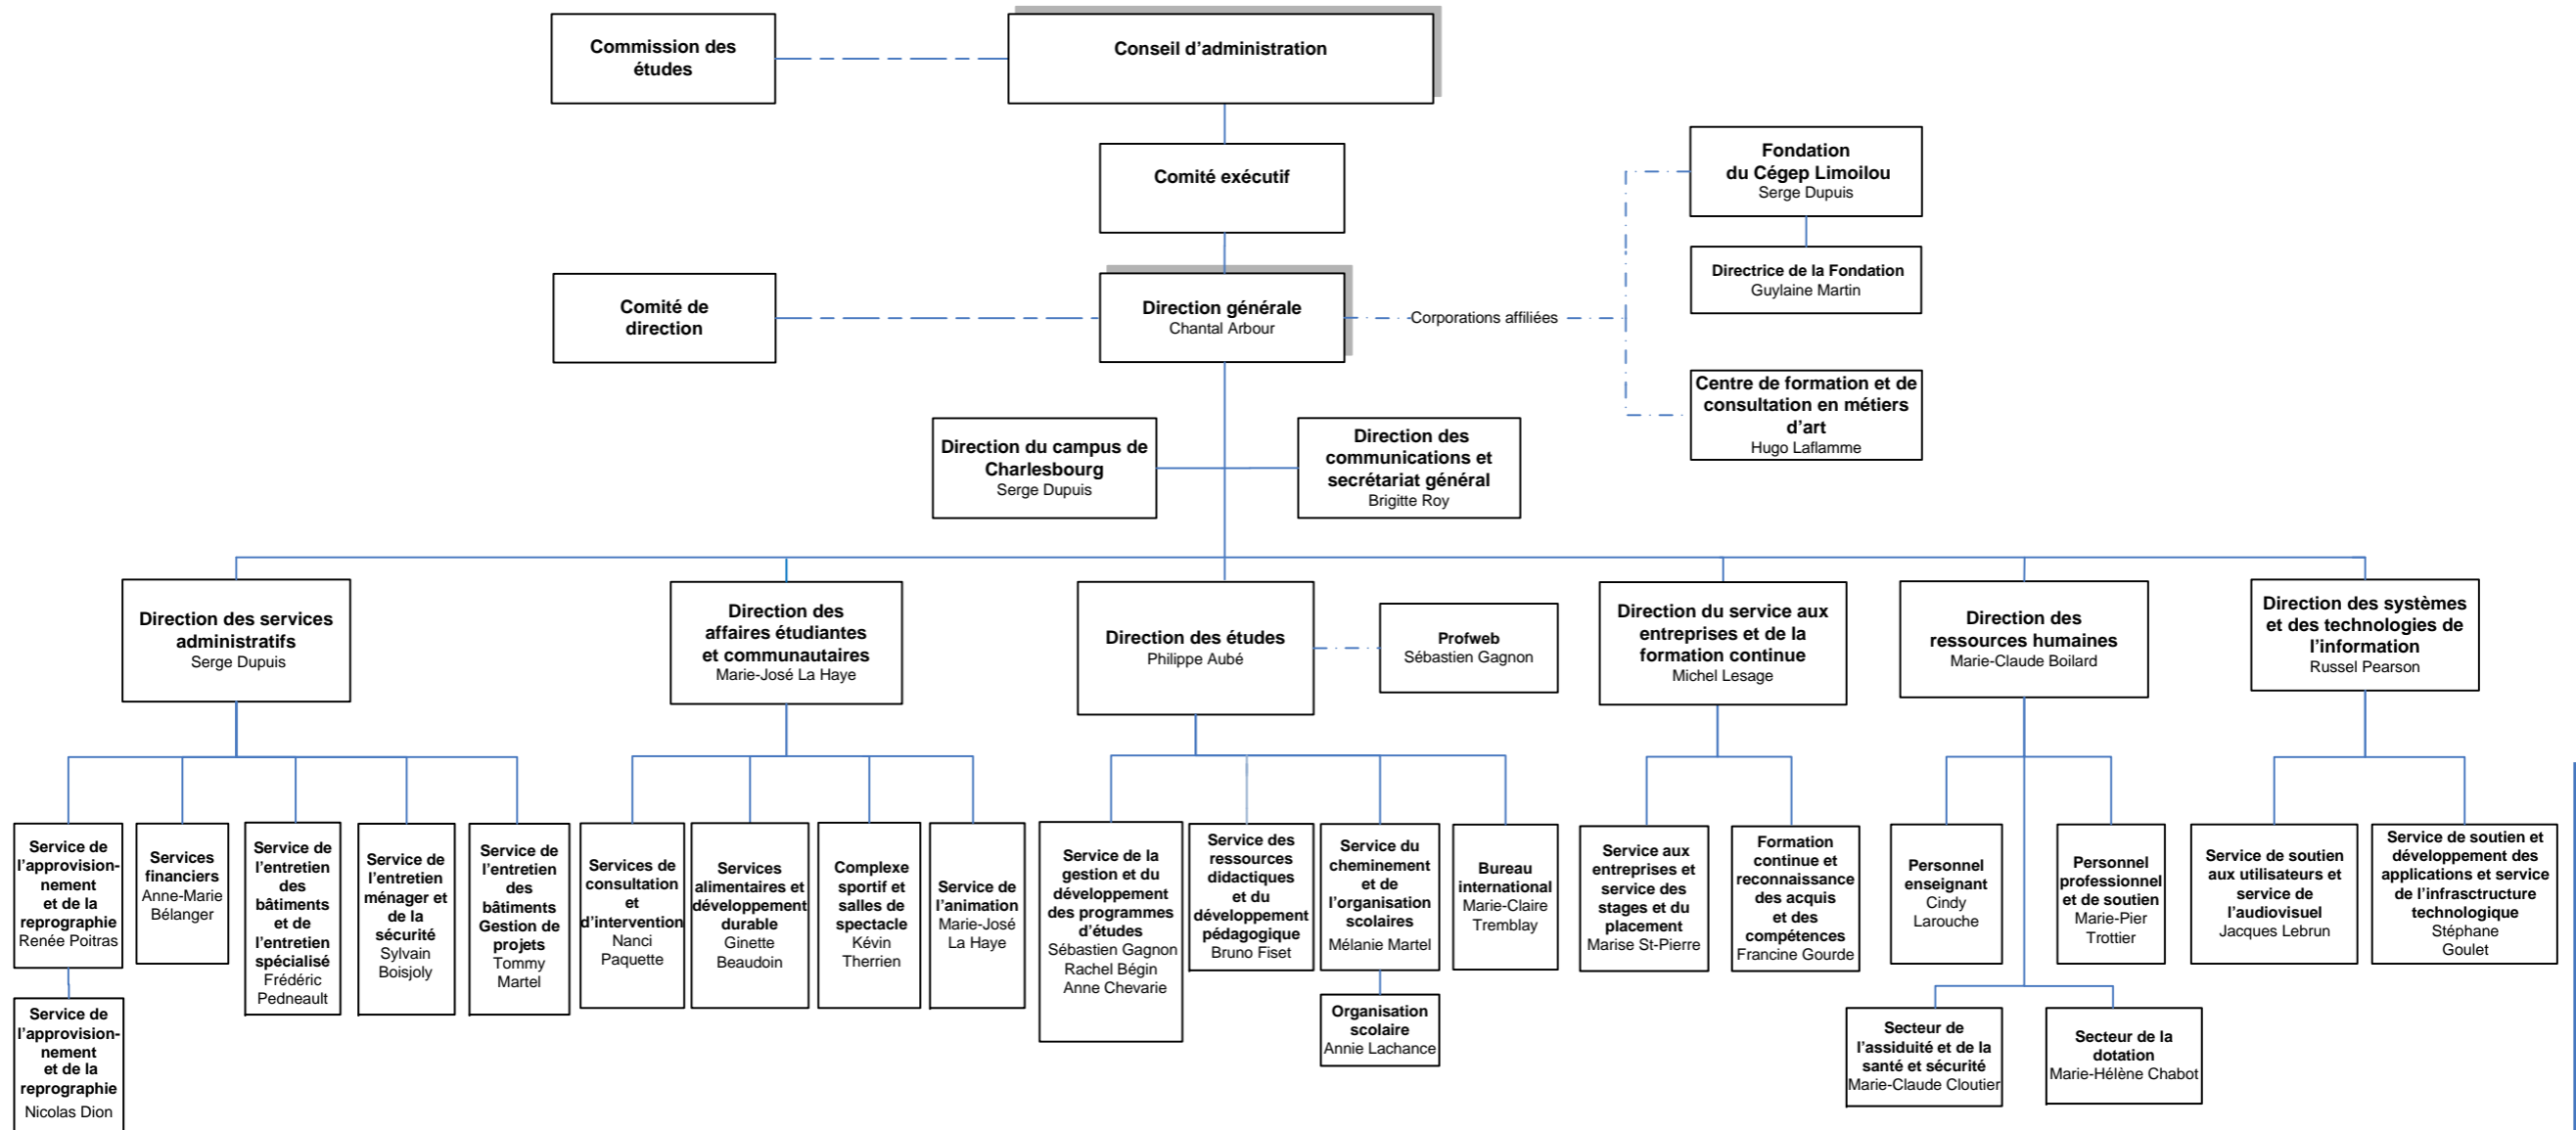 Commission des
études
Conseil d'administration
Comité exécutif
Fondation
du Cégep Limoilou
Serge Dupuis
Directrice de la Fondation
Guylaine Martin
Comité de
direction
Direction générale
Chantal Arbour
Corporations affiliées
Centre de formation et de
consultation en métiers
d'art
Hugo Laflamme
Direction du campus de
Charlesbourg
Serge Dupuis
Direction des
communications et
secrétariat général
Brigitte Roy
Direction des services
administratifs
Serge Dupuis
Direction des
affaires étudiantes
et communautaires
Marie-José La Haye
Direction des études
Philippe Aubé
Profweb
Sébastien Gagnon
Direction du service aux
entreprises et de la
formation continue
Michel Lesage
Direction des
ressources humaines
Marie-Claude Boilard
Direction des systèmes
et des technologies de
l'information
Russel Pearson
Service de
l'approvision-
nement
et de la
reprographie
Renée Poitras
Services
financiers
Anne-Marie
Bélanger
Service de
l'entretien
des
bâtiments
et de
l'entretien
spécialisé
Frédéric
Pedneault
Service de
l'entretien
ménager et
de la
sécurité
Sylvain
Boisjoly
Service de
l'entretien
des
bâtiments
Gestion de
projets
Tommy
Martel
Services de
consultation
et
d'intervention
Nanci
Paquette
Services
alimentaires et
développement
durable
Ginette
Beaudoin
Complexe
sportif et
salles de
spectacle
Kévin
Therrien
Service de
l'animation
Marie-José
La Haye
Service de la
gestion et du
développement
des programmes
d'études
Sébastien Gagnon
Rachel Bégin
Anne Chevarie
Service des
ressources
didactiques
et du
développement
pédagogique
Bruno Fiset
Service du
cheminement
et de
l'organisation
scolaires
Mélanie Martel
Bureau
international
Marie-Claire
Tremblay
Service aux
entreprises et
service des
stages et du
placement
Marise St-Pierre
Formation
continue et
reconnaissance
des acquis
et des
compétences
Francine Gourde
Personnel
enseignant
Cindy
Larouche
Personnel
professionnel
et de soutien
Marie-Pier
Trottier
Service de soutien
aux utilisateurs et
service de
l'audiovisuel
Jacques Lebrun
Service de soutien et
développement des
applications et service
de l'infrasctructure
technologique
Stéphane
Goulet
Service de
l'approvision-
nement
et de la
reprographie
Nicolas Dion
Organisation
scolaire
Annie Lachance
Secteur de
l'assiduité et de la
santé et sécurité
Marie-Claude Cloutier
Secteur de la
dotation
Marie-Hélène Chabot